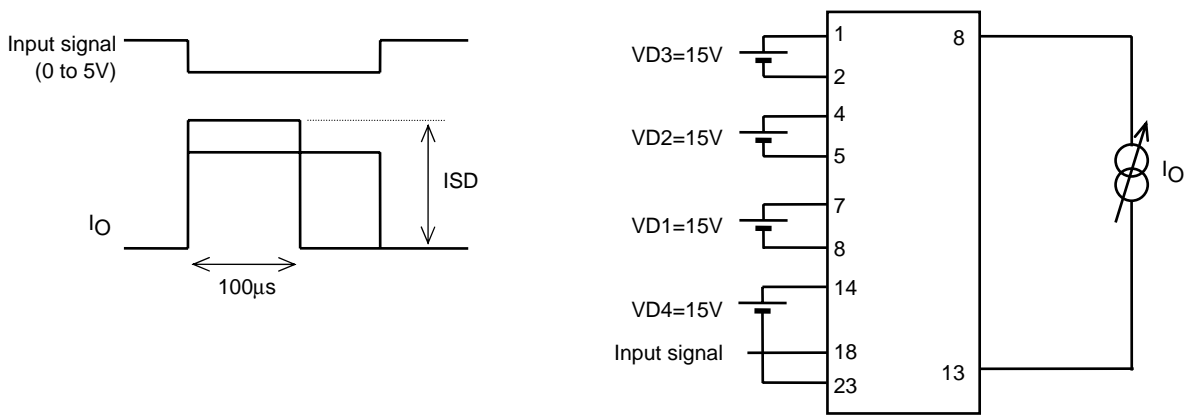 Input signal
(0 to 5V)
IO
ISD
100μs
VD3=15V
VD2=15V
VD1=15V
VD4=15V
Input signal
1
2
4
5
7
8
14
18
23
8
13
IO